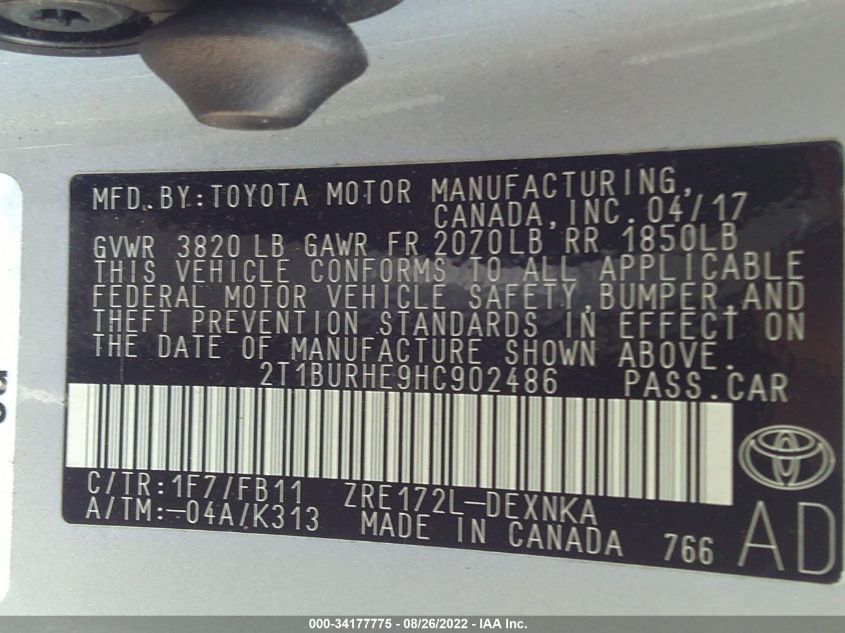 MFD.BY:TOYOTA MOTOR MANUFACTURING,
CANADA,INC.04/17
GVWR 3820 LB GAWR FR 2070LB RR 1850LB
THIS VEHICLE CONFORMS TO ALL APPLICABLE
FEDERAL MOTOR VEHICLE SAFETY,BUMPER,AND
THEFT PREVENTION STANDARDS IN EFFECT ON
THE DATE OF MANUFACTURE SHOWN ABOVE.
2T1BURHE9HC902486 PASS.CAR
C/TR:1F7/FB11 ZRE172L-DEXNKA
A/TM:-04A/K313 MADE IN CANADA 766 AD
000-34177775 - 08/26/2022 - IAA Inc.